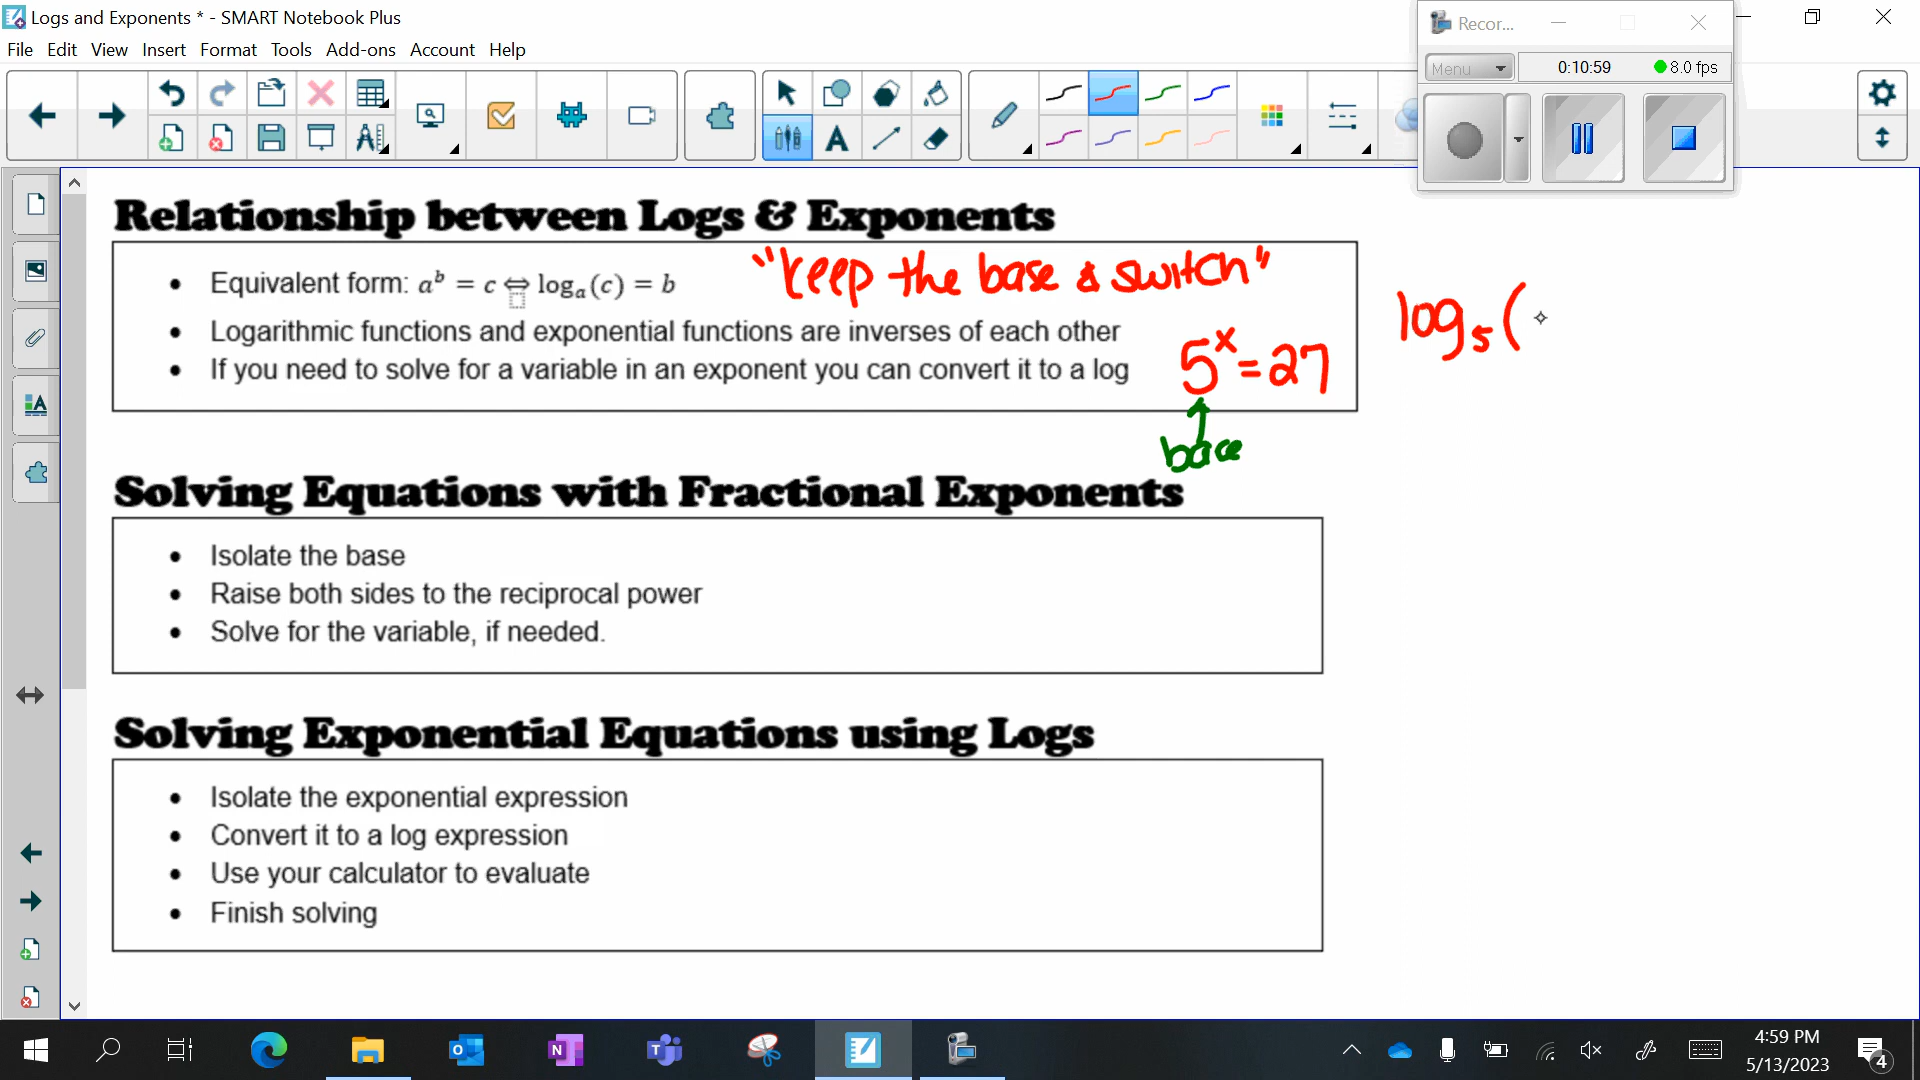 Logs and Exponents * - SMART Notebook Plus
File Edit View Insert Format Tools Add-ons Account Help
Recor...
Menu
0:10:59
8.0 fps
Relationship between Logs & Exponents
• Equivalent form: a^b = c ⇔ log_a(c) = b
"keep the base & switch"
• Logarithmic functions and exponential functions are inverses of each other
• If you need to solve for a variable in an exponent you can convert it to a log
5^x = 27
log_5(
base
Solving Equations with Fractional Exponents
• Isolate the base
• Raise both sides to the reciprocal power
• Solve for the variable, if needed.
Solving Exponential Equations using Logs
• Isolate the exponential expression
• Convert it to a log expression
• Use your calculator to evaluate
• Finish solving
4:59 PM
5/13/2023
4